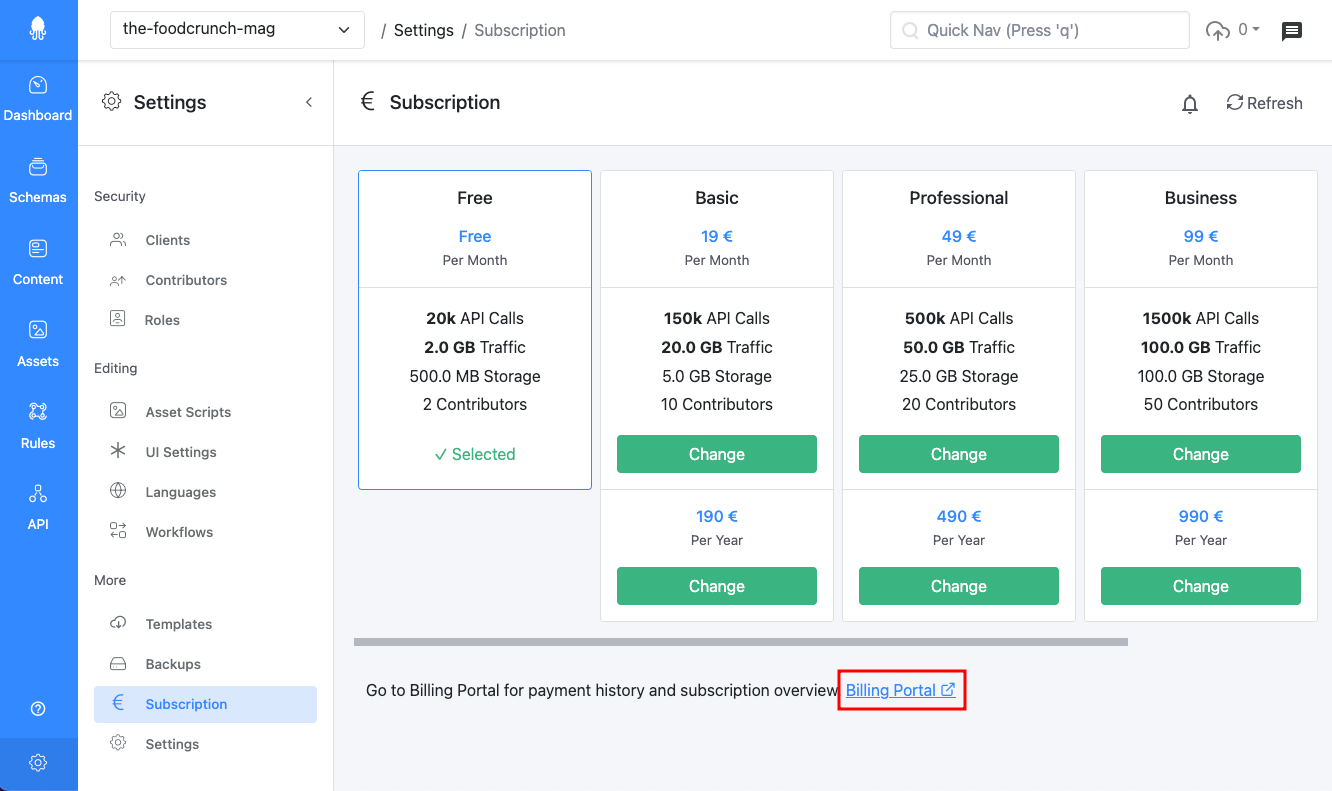 the-foodcrunch-mag
/ Settings / Subscription
Quick Nav (Press 'q')
0
Dashboard
Schemas
Content
Assets
Rules
API
Settings
Security
Clients
Contributors
Roles
Editing
Asset Scripts
UI Settings
Languages
Workflows
More
Templates
Backups
€ Subscription
Settings
€ Subscription
Refresh
Free
Free
Per Month
20k API Calls
2.0 GB Traffic
500.0 MB Storage
2 Contributors
✓ Selected
Basic
19 €
Per Month
150k API Calls
20.0 GB Traffic
5.0 GB Storage
10 Contributors
Change
190 €
Per Year
Change
Professional
49 €
Per Month
500k API Calls
50.0 GB Traffic
25.0 GB Storage
20 Contributors
Change
490 €
Per Year
Change
Business
99 €
Per Month
1500k API Calls
100.0 GB Traffic
100.0 GB Storage
50 Contributors
Change
990 €
Per Year
Change
Go to Billing Portal for payment history and subscription overview Billing Portal